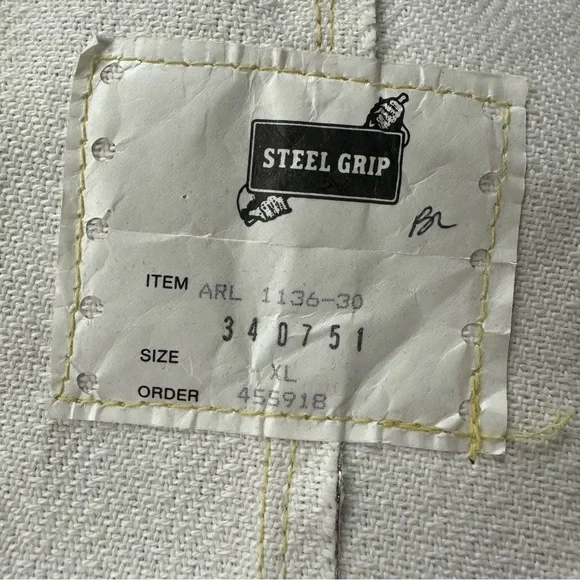 STEEL GRIP
ITEM ARL 1136-30
340751
SIZE XL
ORDER 455918